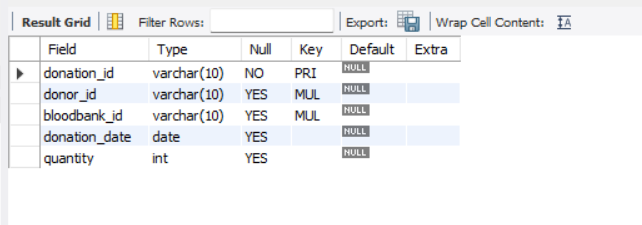 Result Grid Filter Rows: Export: Wrap Cell Content: IA
Field Type Null Key Default Extra
donation_id varchar(10) NO PRI NULL
donor_id varchar(10) YES MUL NULL
bloodbank_id varchar(10) YES MUL NULL
donation_date date YES NULL
quantity int YES NULL